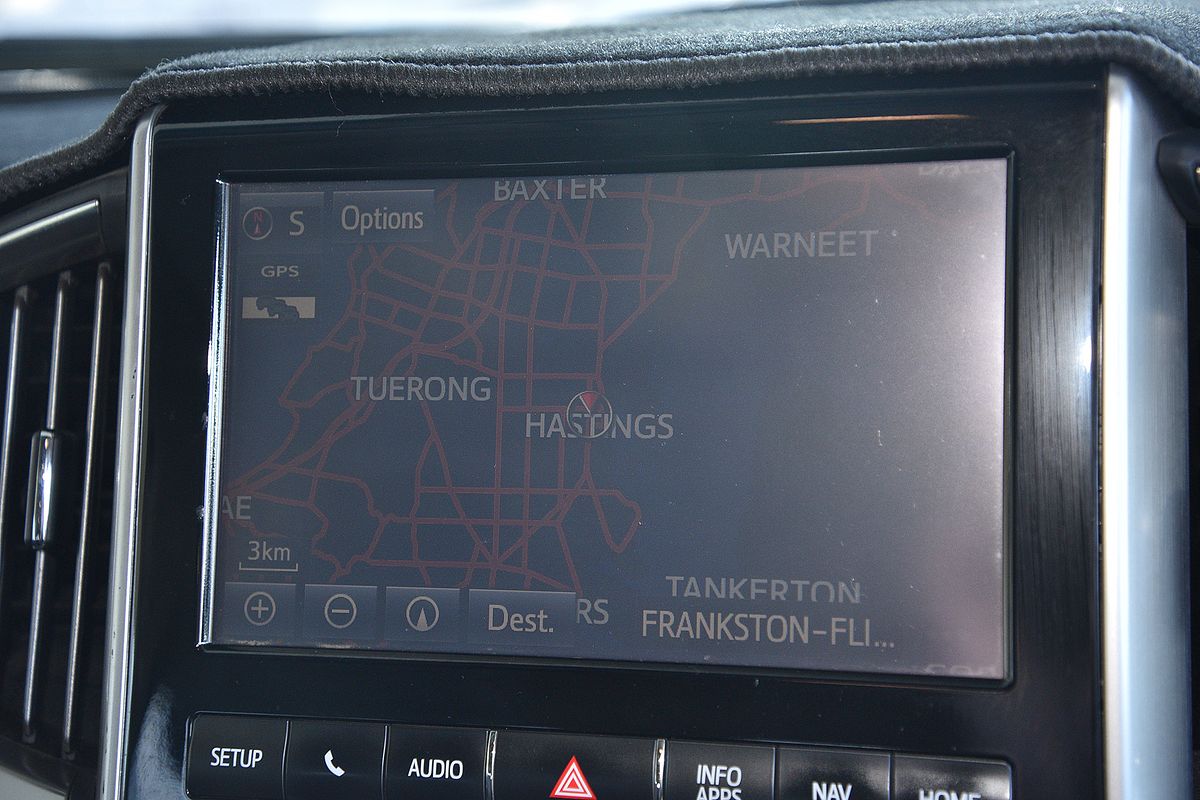 BAXTER
N S Options
WARNEET
GPS
TUERONG
HASTINGS
AE
3km
TANKERTON
Dest. RS
FRANKSTON-FLI...
SETUP
AUDIO
INFO
APPS
NAV
HOME